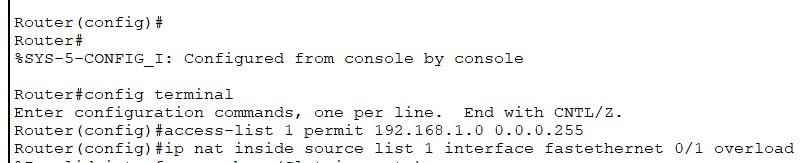 Router(config)#
Router#
%SYS-5-CONFIG_I: Configured from console by console
Router#config terminal
Enter configuration commands, one per line.  End with CNTL/Z.
Router(config)#access-list 1 permit 192.168.1.0 0.0.0.255
Router(config)#ip nat inside source list 1 interface fastethernet 0/1 overload